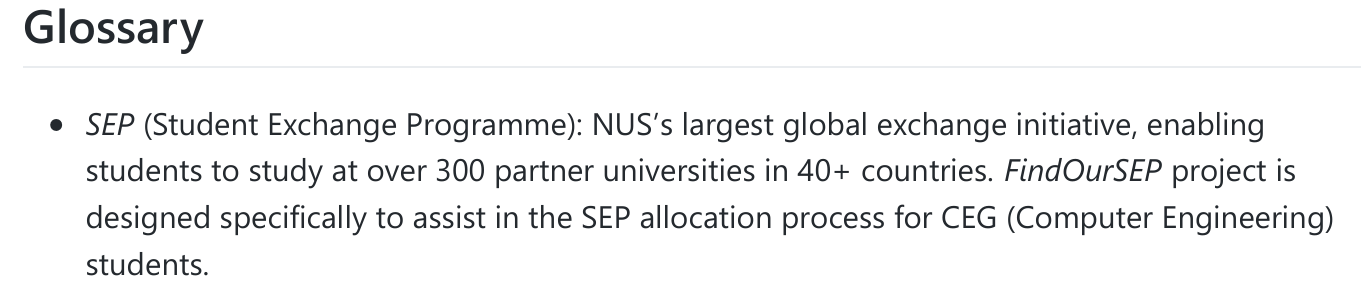 Glossary
• SEP (Student Exchange Programme): NUS’s largest global exchange initiative, enabling
students to study at over 300 partner universities in 40+ countries. FindOurSEP project is
designed specifically to assist in the SEP allocation process for CEG (Computer Engineering)
students.